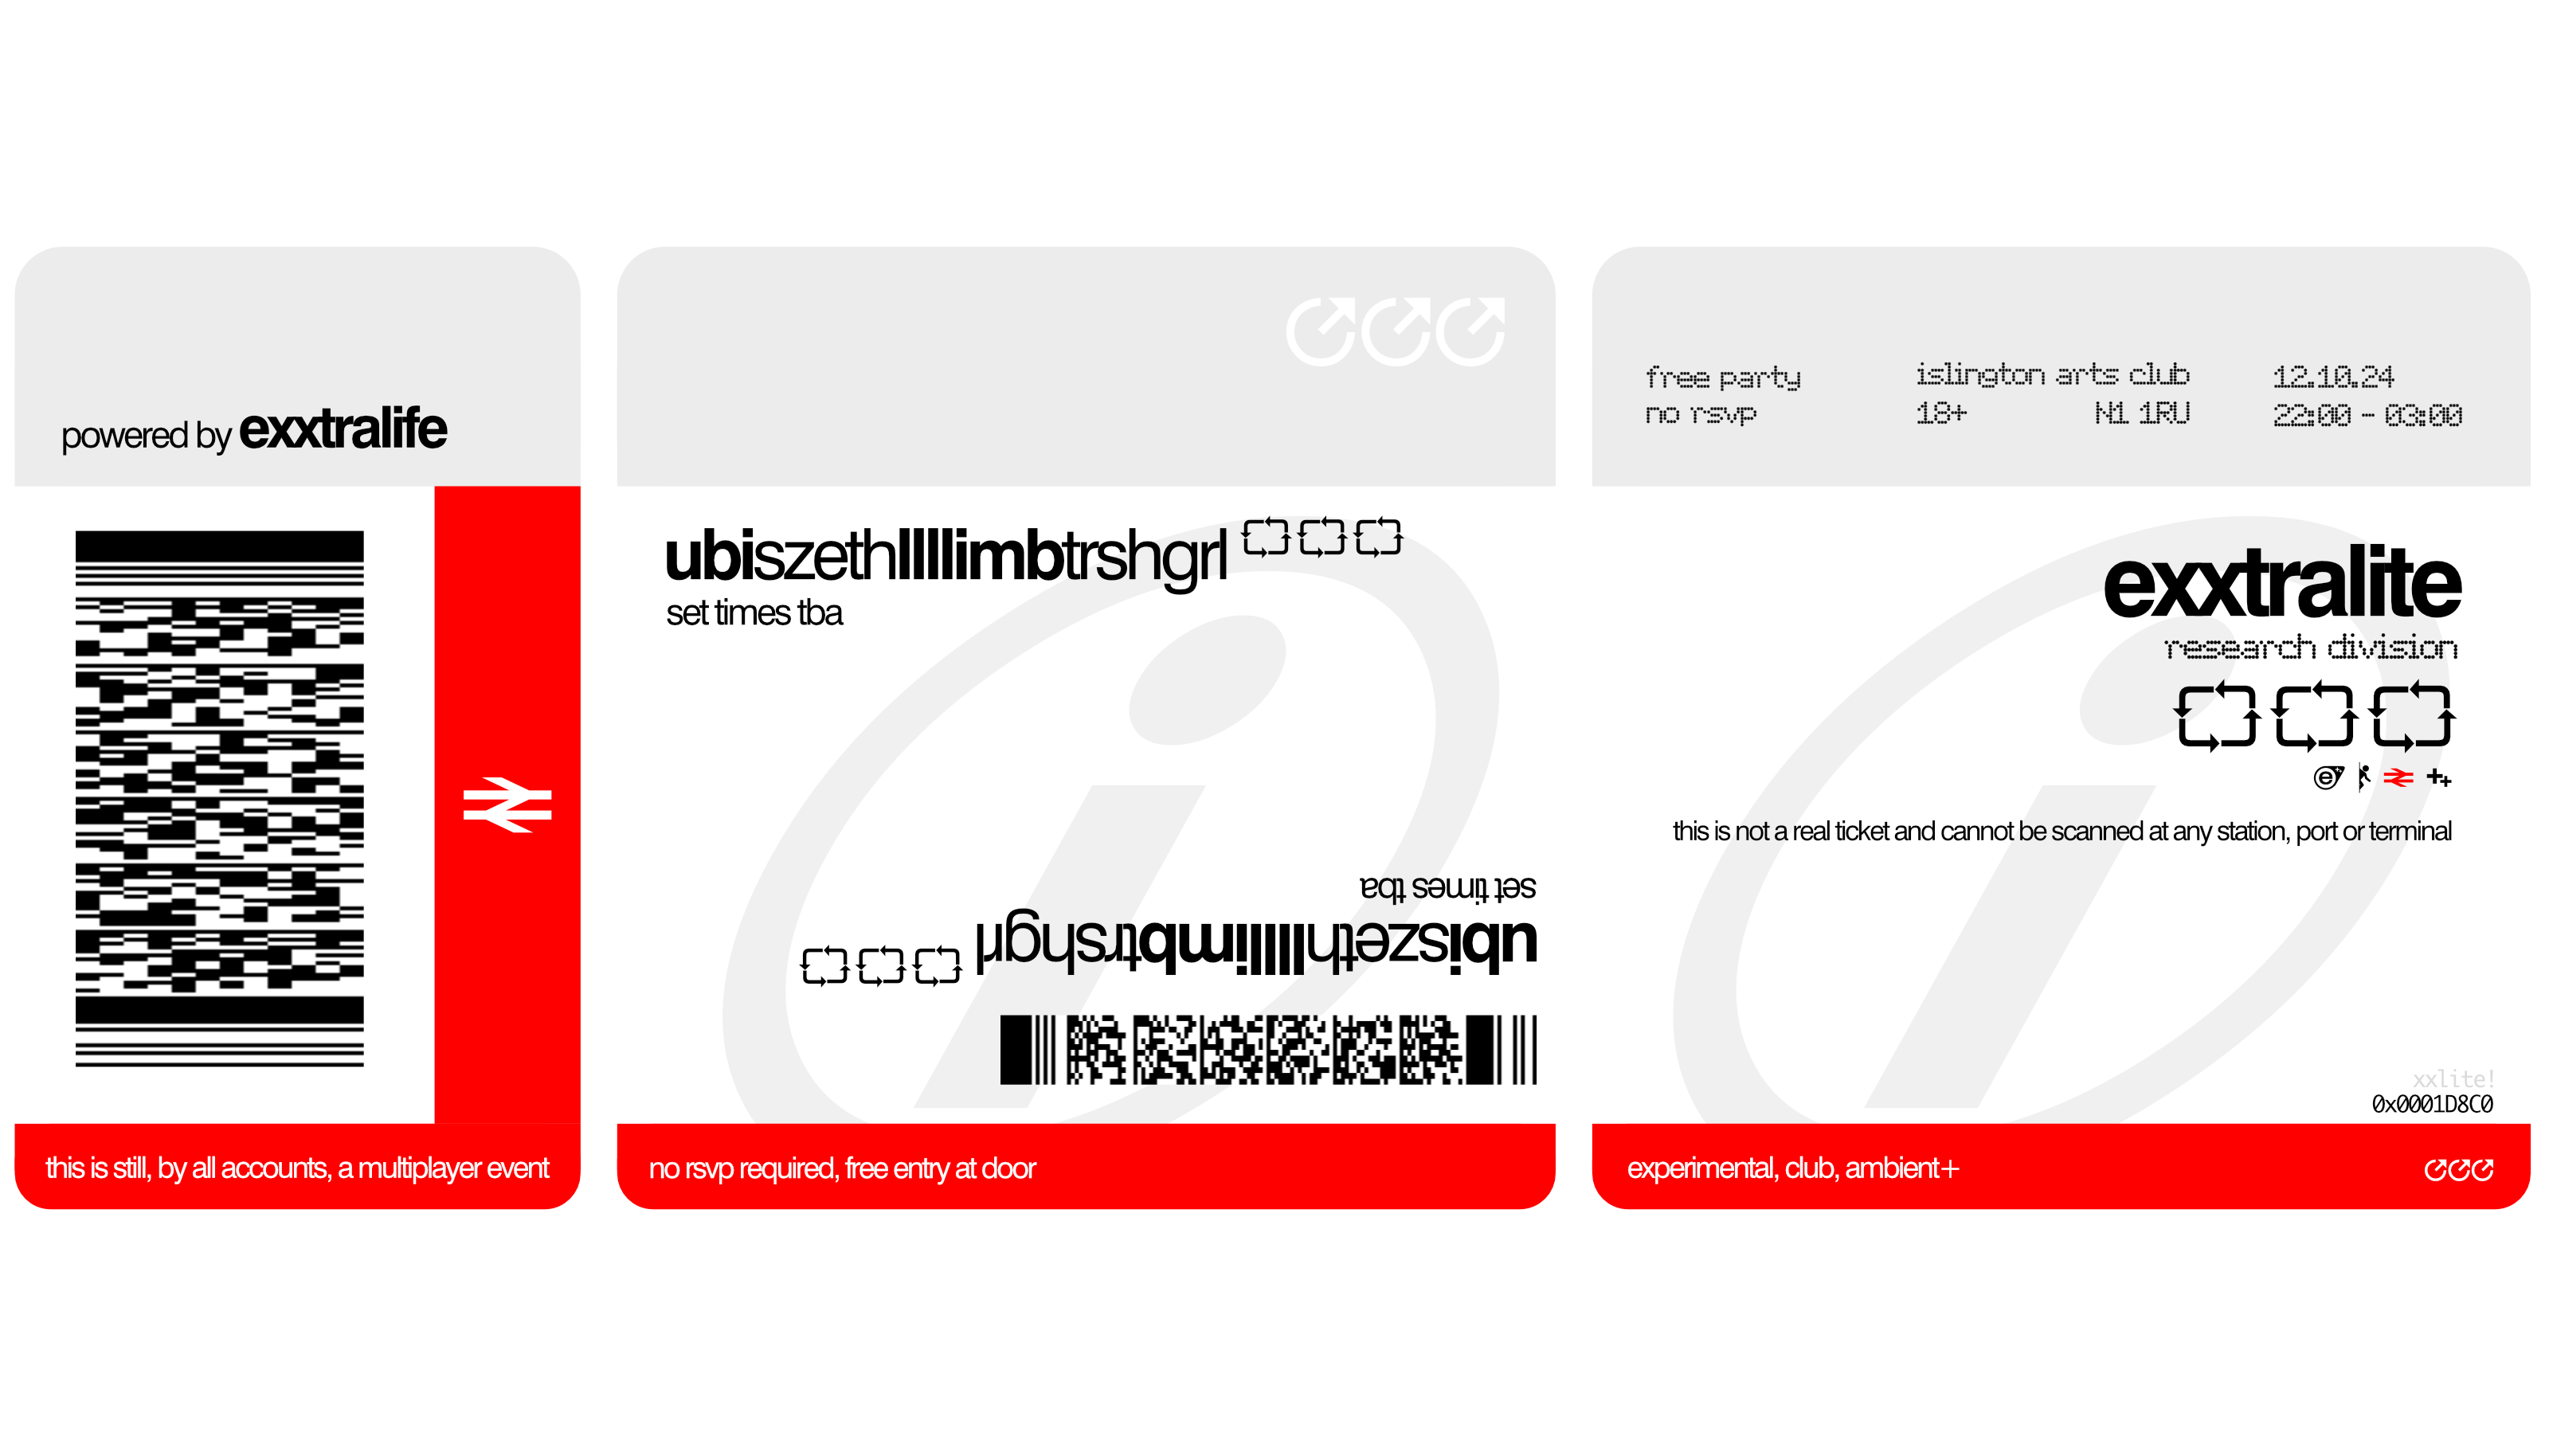 powered by exxtralife
this is still, by all accounts, a multiplayer event
ubiszethllllimbtrshgrl
set times tba
set times tba
ubiszethllllimbtrshgrl
no rsvp required, free entry at door
free party
no rsvp
islington arts club
18+ N1 1RU
12.10.24
22:00 - 03:00
exxtralite
research division
this is not a real ticket and cannot be scanned at any station, port or terminal
xxlite!
0x0001D8C0
experimental, club, ambient+